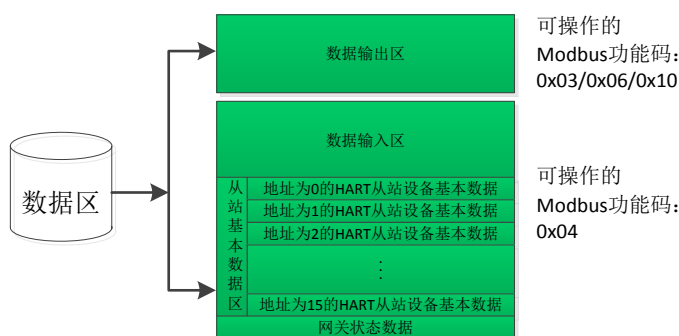 数据区
数据输出区
可操作的
Modbus功能码：
0x03/0x06/0x10
数据输入区
从站基本数据区
地址为0的HART从站设备基本数据
地址为1的HART从站设备基本数据
地址为2的HART从站设备基本数据
⋮
地址为15的HART从站设备基本数据
网关状态数据
可操作的
Modbus功能码：
0x04